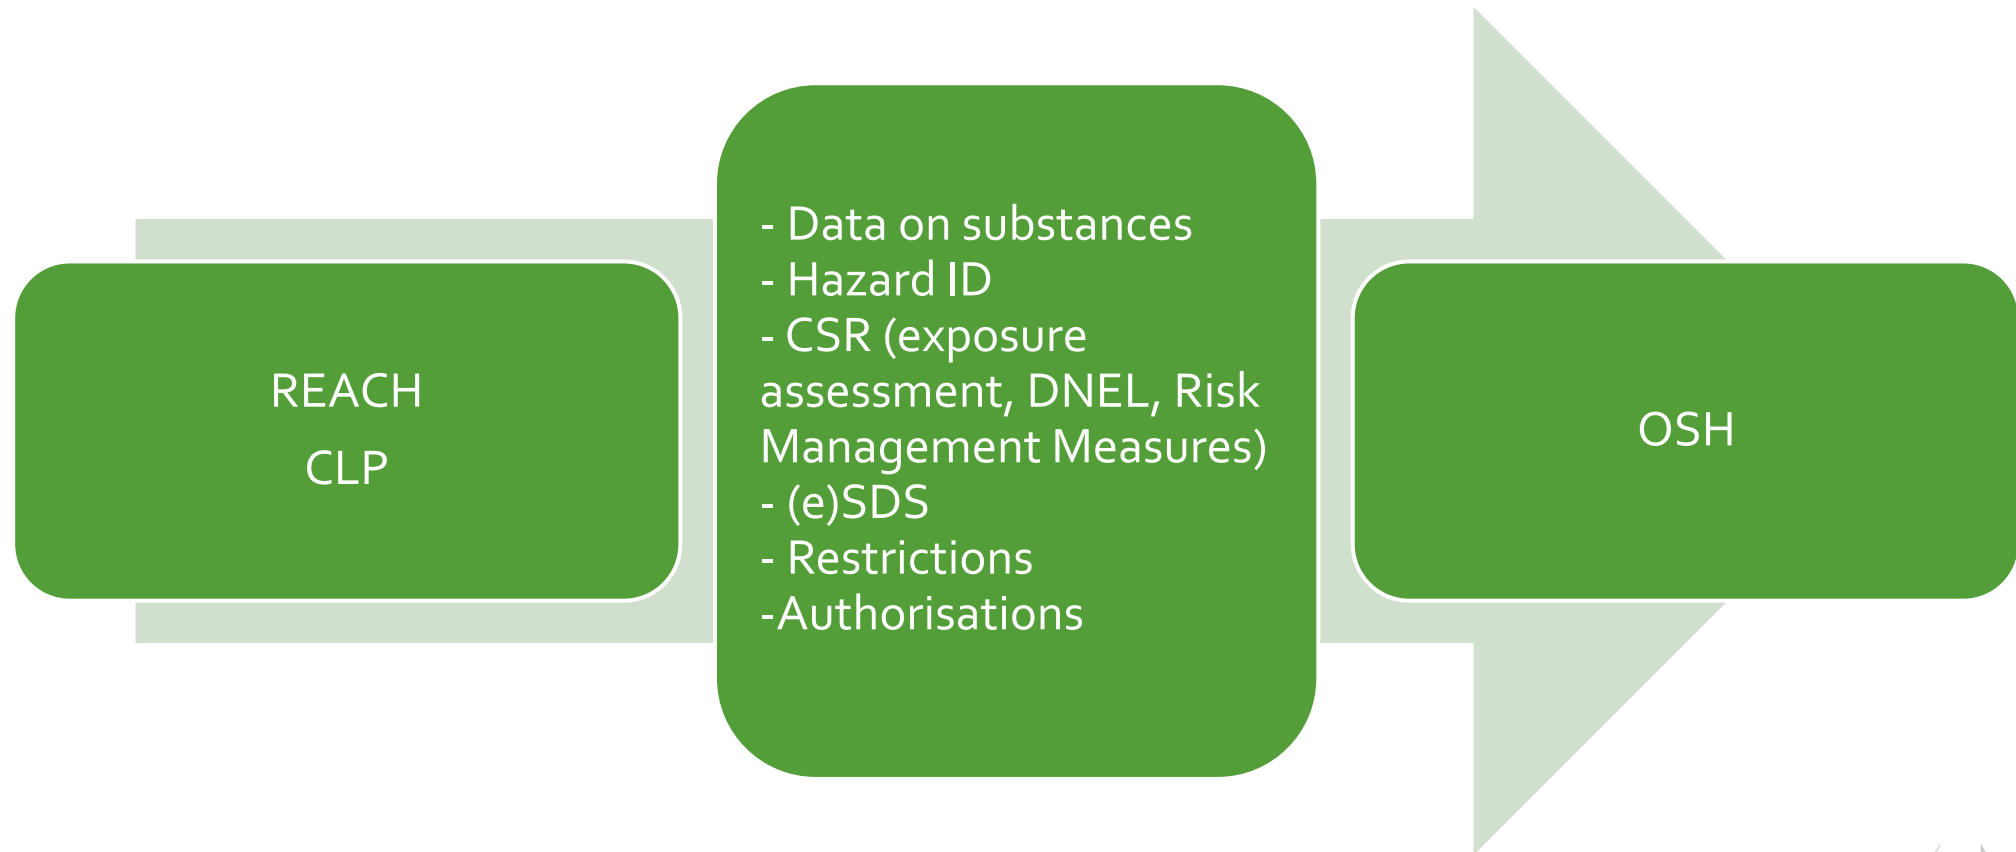 REACH
CLP
- Data on substances
- Hazard ID
- CSR (exposure
assessment, DNEL, Risk
Management Measures)
- (e)SDS
- Restrictions
-Authorisations
OSH